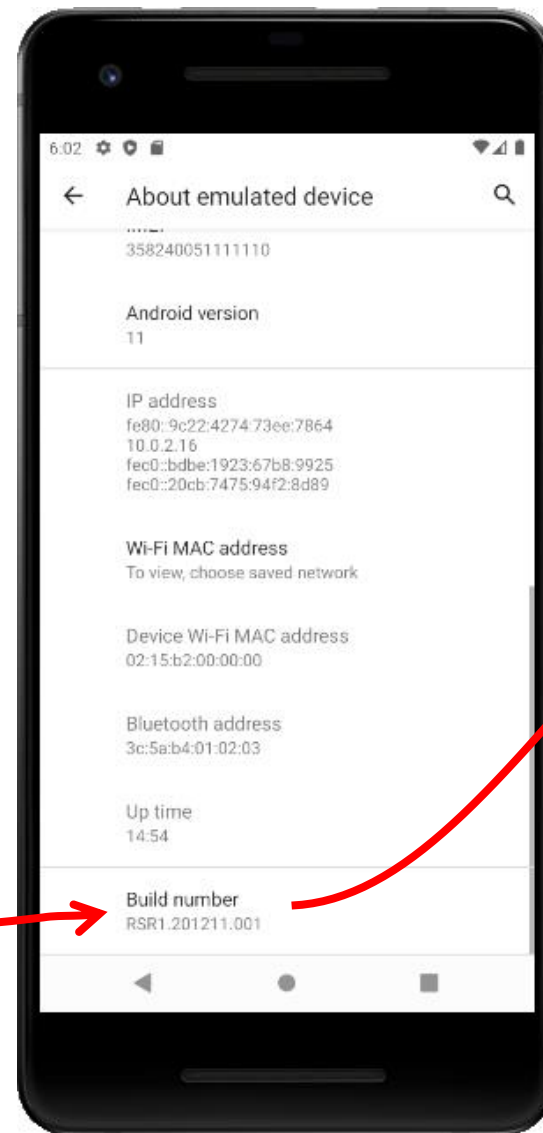 6:02
About emulated device
358240051111110
Android version
11
IP address
fe80::9c22:4274:73ee:7864
10.0.2.16
fec0::bdbe:1923:67b8:9925
fec0::20cb:7475:94f2:8d89
Wi-Fi MAC address
To view, choose saved network
Device Wi-Fi MAC address
02:15:b2:00:00:00
Bluetooth address
3c:5a:b4:01:02:03
Up time
14:54
Build number
RSR1.201211.001